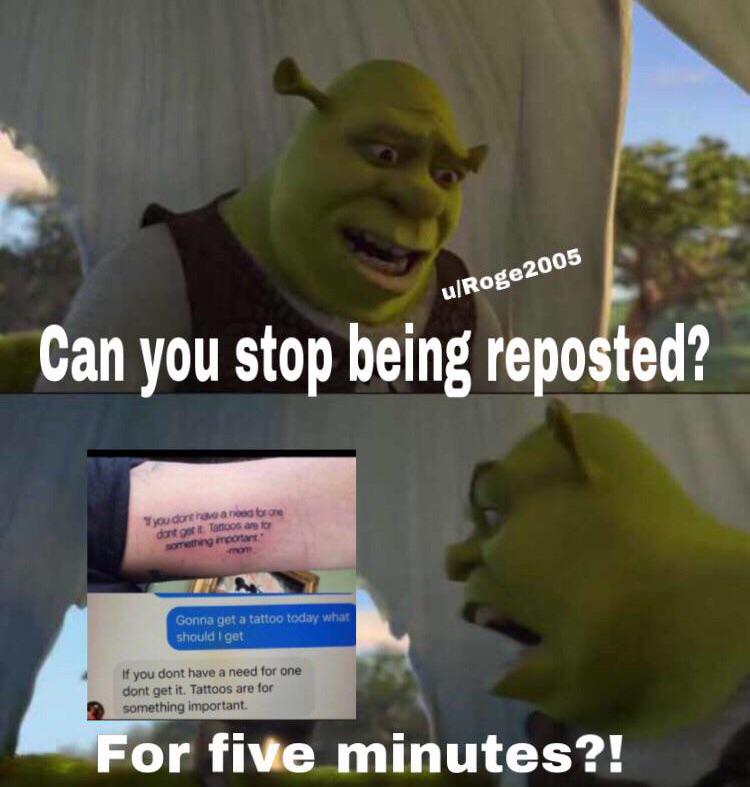 u/Roge2005
Can you stop being reposted?
"If you dont have a need for one
dont get it. Tattoos are for
something important."
-mom
Gonna get a tattoo today what
should I get
If you dont have a need for one
dont get it. Tattoos are for
something important.
For five minutes?!